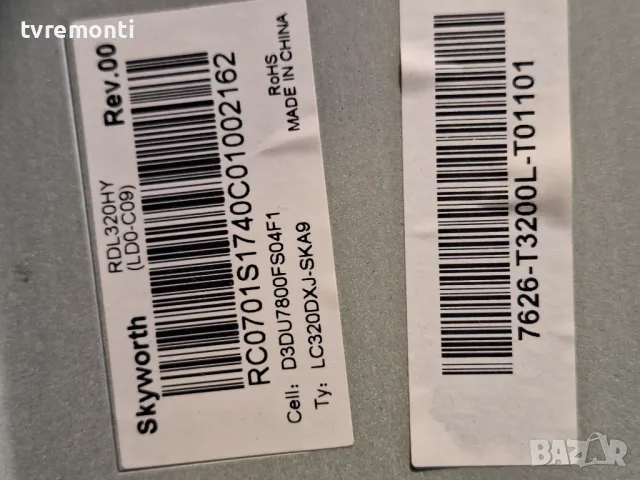 tvremonti
Skyworth
RDL320HY
(LD0-C09)
Rev.00
RC0701S1740C01002162
Cell: D3DU7800FS04F1
Ty: LC320DXJ-SKA9
RoHS
MADE IN CHINA
7626-T3200L-T01101
BAZAR